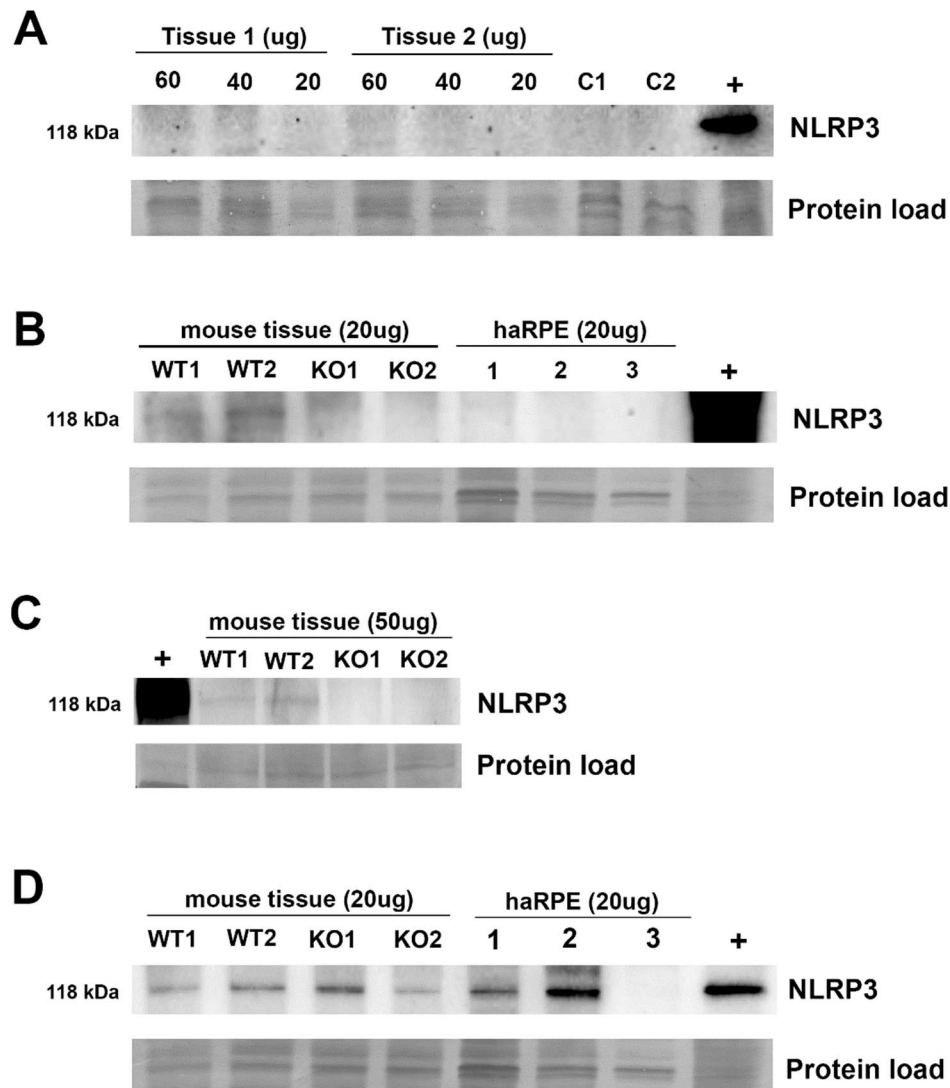 A
Tissue 1 (ug) Tissue 2 (ug)
60 40 20 60 40 20 C1 C2 +
118 kDa NLRP3
Protein load
B
mouse tissue (20ug) haRPE (20ug)
WT1 WT2 KO1 KO2 1 2 3 +
118 kDa NLRP3
Protein load
C
mouse tissue (50ug)
+ WT1 WT2 KO1 KO2
118 kDa NLRP3
Protein load
D
mouse tissue (20ug) haRPE (20ug)
WT1 WT2 KO1 KO2 1 2 3 +
118 kDa NLRP3
Protein load